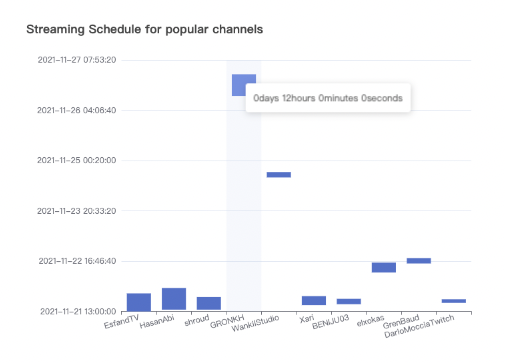 Streaming Schedule for popular channels
2021-11-27 07:53:20
0days 12hours 0minutes 0seconds
2021-11-26 04:06:40
2021-11-25 00:20:00
2021-11-23 20:33:20
2021-11-22 16:46:40
2021-11-21 13:00:00
EsfandTV
HasanAbi
shroud
GRONKH
WankilStudio
Xari
BENIJU03
elxokas
GrenBaud
DarioMocciaTwitch